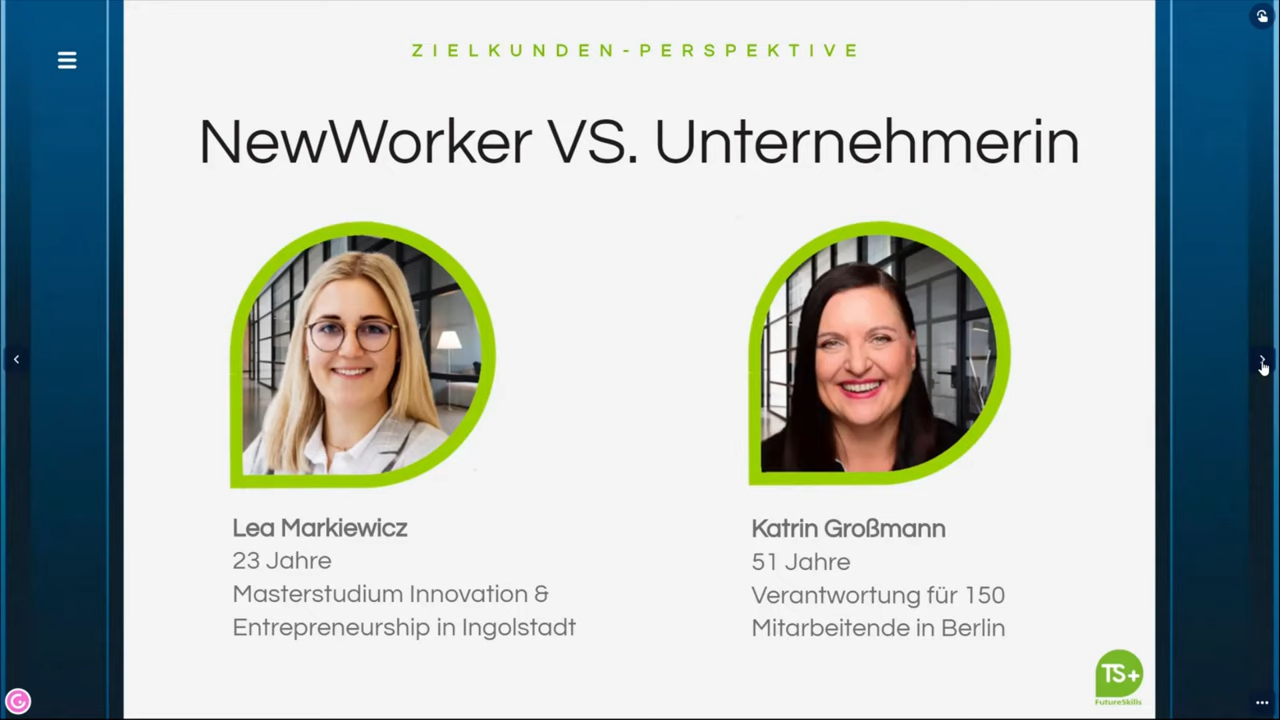 ZIELKUNDEN-PERSPEKTIVE
NewWorker VS. Unternehmerin
Lea Markiewicz
23 Jahre
Masterstudium Innovation &
Entrepreneurship in Ingolstadt
Katrin Großmann
51 Jahre
Verantwortung für 150
Mitarbeitende in Berlin
TS+
FutureSkills